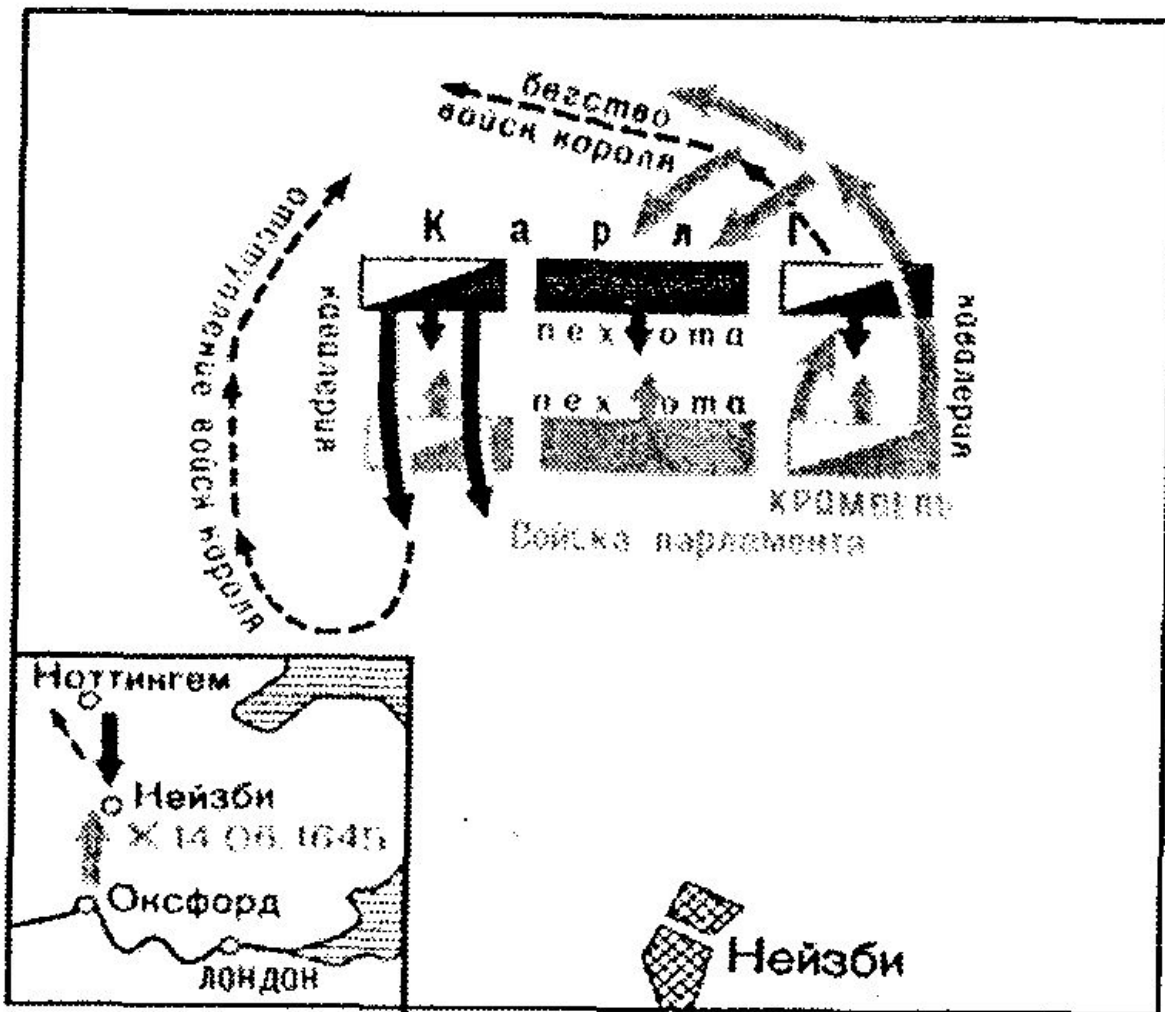 бегство
войск короля
отступление войск короля
Карл I
кавалерия
пехота
кавалерия
пехота
КРОМВЕЛЬ
Войска парламента
Ноттингем
Нейзби
14.06.1645
Оксфорд
ЛОНДОН
Нейзби